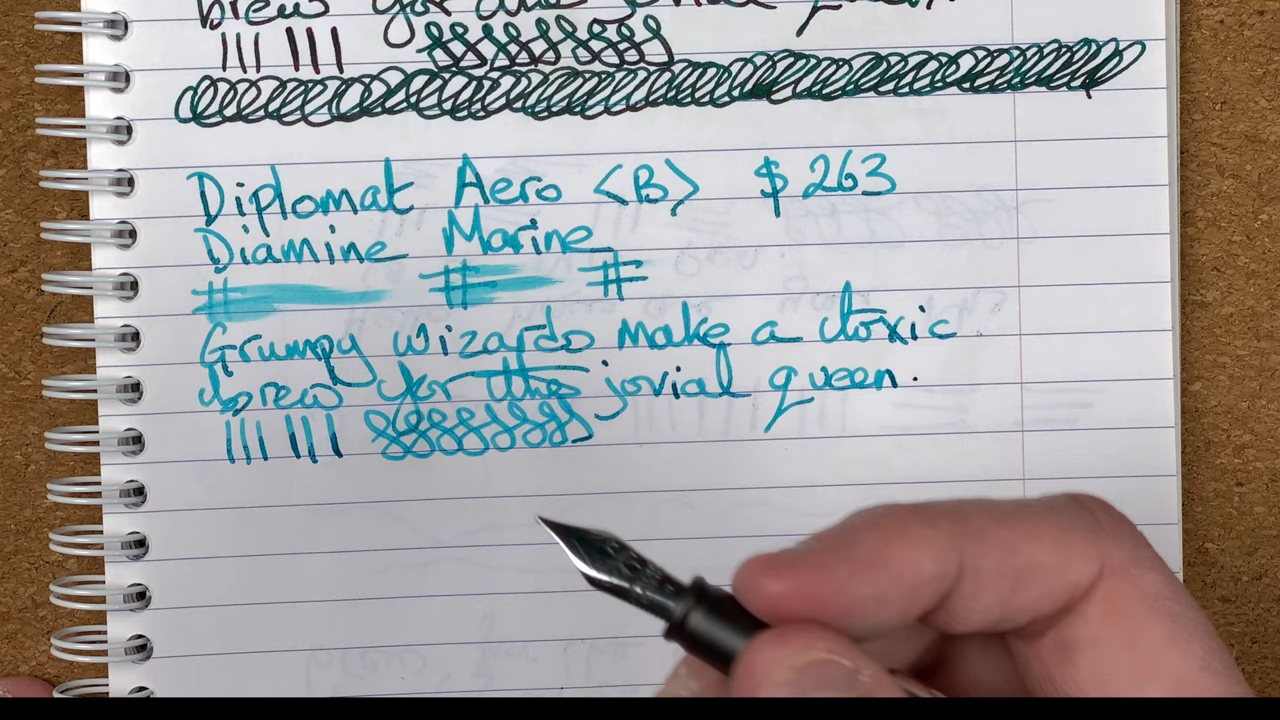 brew for the jovial queen.
Diplomat Aero <B> $263
Diamine Marine
Grumpy wizards make a toxic
brew for the jovial queen.